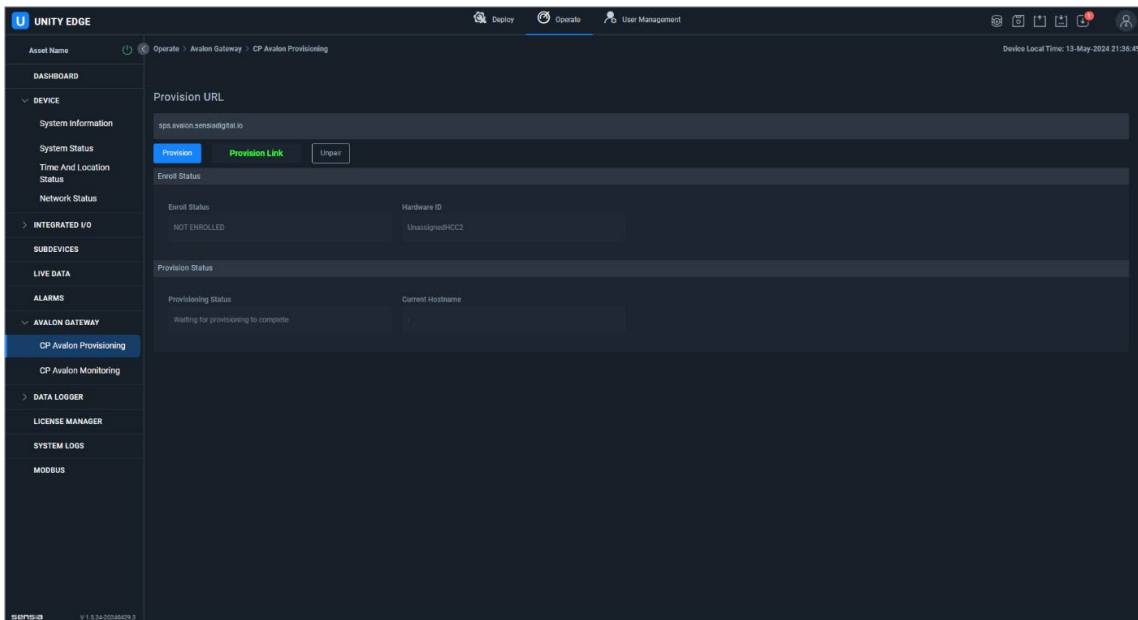 U UNITY EDGE
Deploy
Operate
User Management
1
Asset Name
Operate > Avalon Gateway > CP Avalon Provisioning
Device Local Time: 13-May-2024 21:36:49
DASHBOARD
DEVICE
System Information
System Status
Time And Location
Status
Network Status
INTEGRATED I/O
SUBDEVICES
LIVE DATA
ALARMS
AVALON GATEWAY
CP Avalon Provisioning
CP Avalon Monitoring
DATA LOGGER
LICENSE MANAGER
SYSTEM LOGS
MODBUS
sensia
Provision URL
sps.avalon.sensiadigital.io
Provision
Provision Link
Unpair
Enroll Status
Enroll Status
Hardware ID
NOT ENROLLED
UnassignedHCC2
Provision Status
Provisioning Status
Current Hostname
Waiting for provisioning to complete